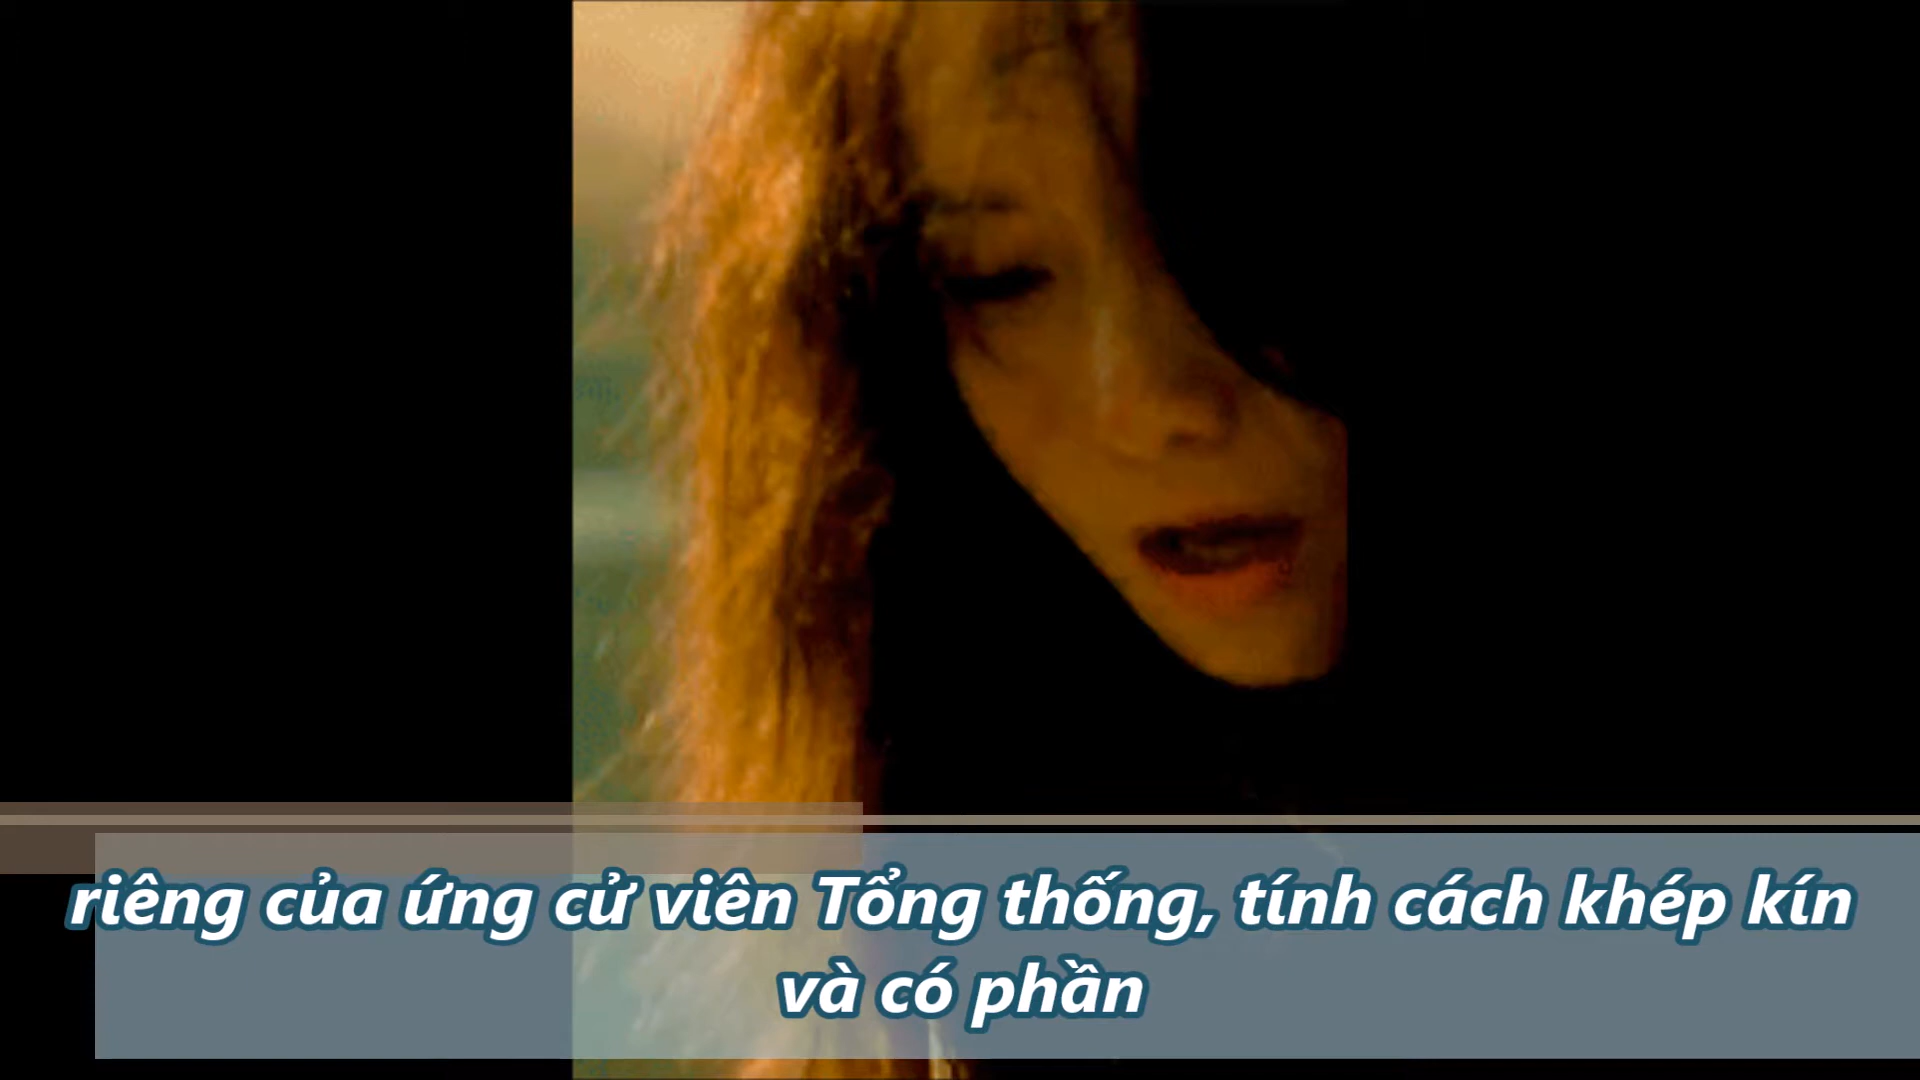 riêng của ứng cử viên Tổng thống, tính cách khép kín
và có phần